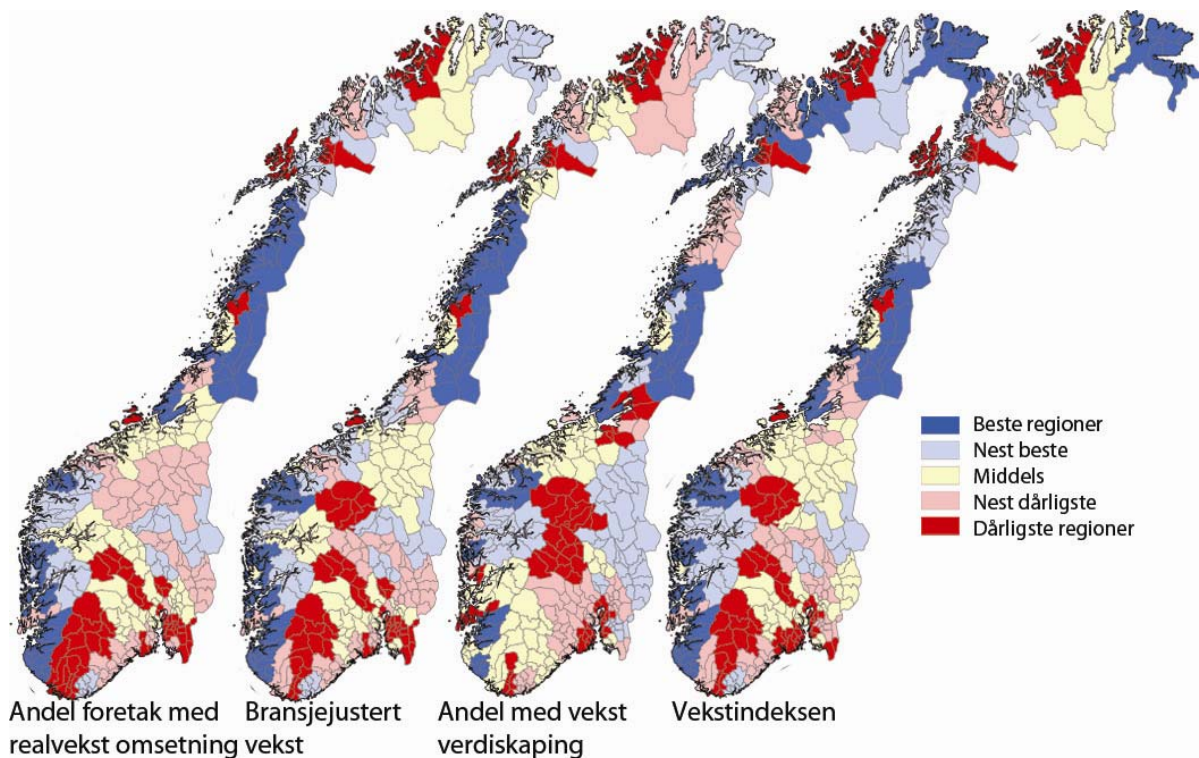 Beste regioner
Nest beste
Middels
Nest dårligste
Dårligste regioner
Andel foretak med
realvekst omsetning
Bransjejustert
vekst
Andel med vekst
verdiskaping
Vekstindeksen